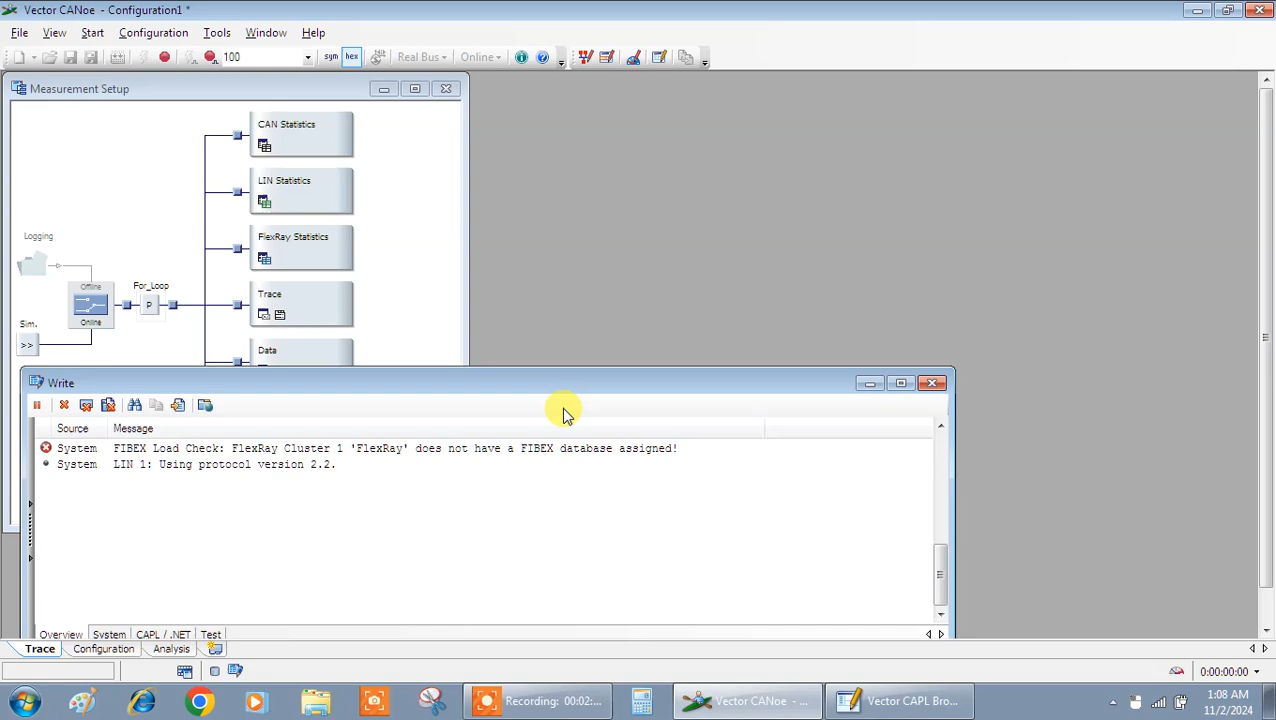 Vector CANoe - Configuration1 *
File View Start Configuration Tools Window Help
100 sym hex Real Bus Online
Measurement Setup
CAN Statistics
LIN Statistics
Logging
FlexRay Statistics
For_Loop
Offline
Trace
P
Online
Sim.
>>
Data
Write
Source Message
System FIBEX Load Check: FlexRay Cluster 1 'FlexRay' does not have a FIBEX database assigned!
System LIN 1: Using protocol version 2.2.
Overview System CAPL / .NET Test
Trace Configuration Analysis
0:00:00:00
Recording: 00:02:... Vector CANoe - ... Vector CAPL Bro...
1:08 AM
11/2/2024